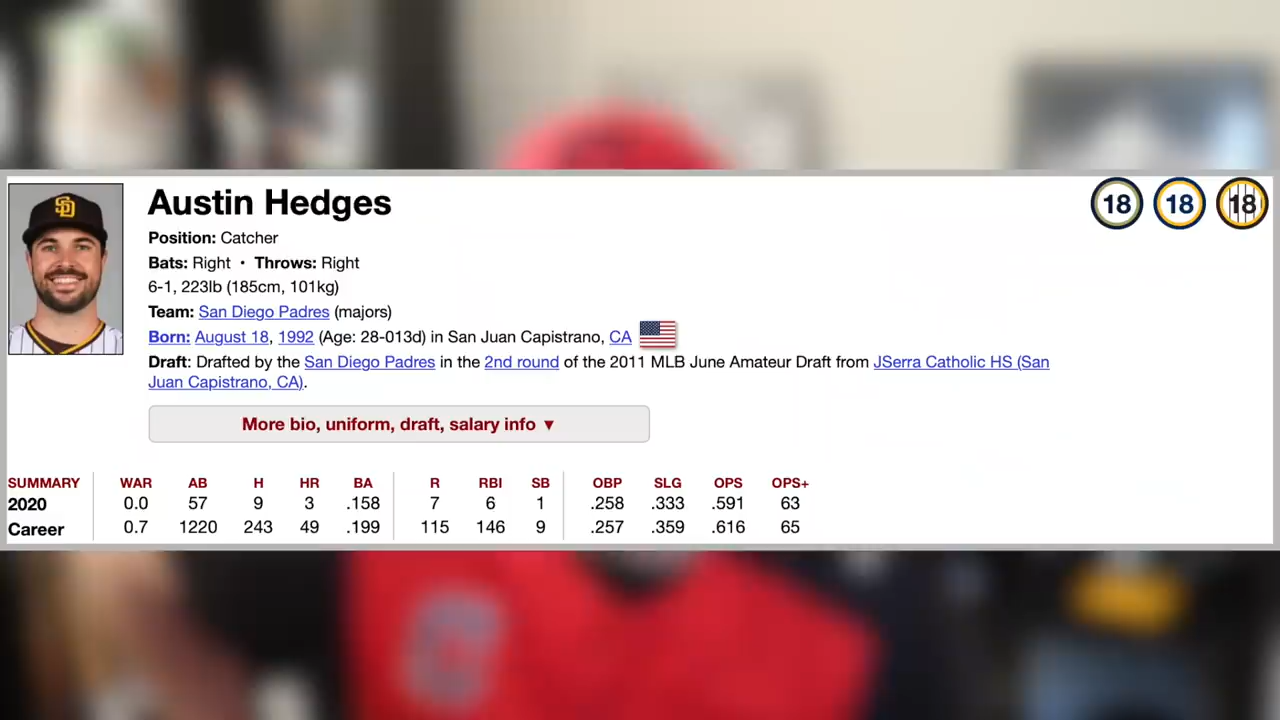 Austin Hedges
18 18 18
Position: Catcher
Bats: Right • Throws: Right
6-1, 223lb (185cm, 101kg)
Team: San Diego Padres (majors)
Born: August 18, 1992 (Age: 28-013d) in San Juan Capistrano, CA
Draft: Drafted by the San Diego Padres in the 2nd round of the 2011 MLB June Amateur Draft from JSerra Catholic HS (San
Juan Capistrano, CA).
More bio, uniform, draft, salary info ▼
SUMMARY WAR AB H HR BA R RBI SB OBP SLG OPS OPS+
2020 0.0 57 9 3 .158 7 6 1 .258 .333 .591 63
Career 0.7 1220 243 49 .199 115 146 9 .257 .359 .616 65
SD
C